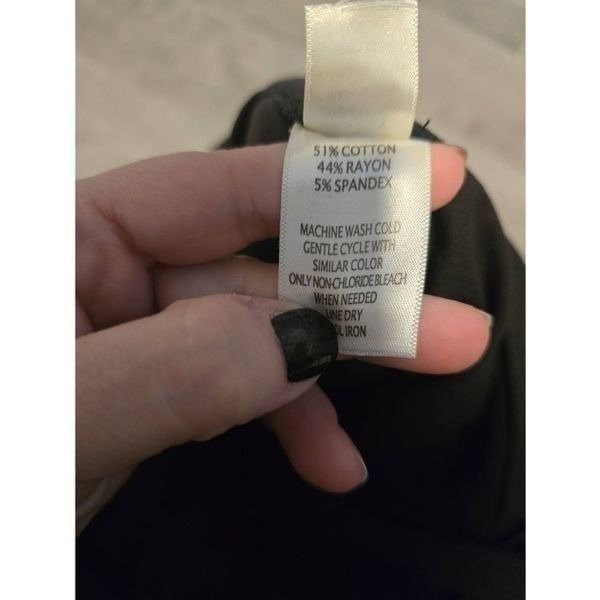 51% COTTON
44% RAYON
5% SPANDEX
MACHINE WASH COLD
GENTLE CYCLE WITH
SIMILAR COLOR
ONLY NON-CHLORIDE BLEACH
WHEN NEEDED
LINE DRY
IRON